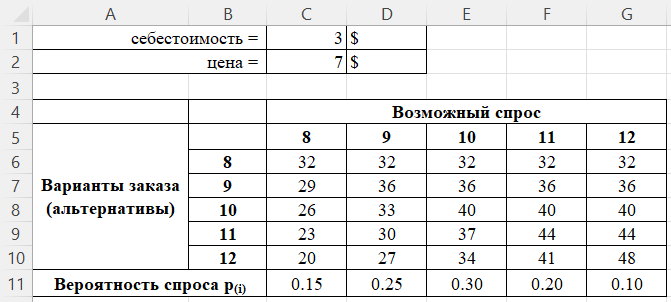 A B C D E F G
1 себестоимость = 3 $
2 цена = 7 $
3
4 Возможный спрос
5 8 9 10 11 12
6 8 32 32 32 32 32
7 Варианты заказа 9 29 36 36 36 36
8 (альтернативы) 10 26 33 40 40 40
9 11 23 30 37 44 44
10 12 20 27 34 41 48
11 Вероятность спроса p(i) 0.15 0.25 0.30 0.20 0.10